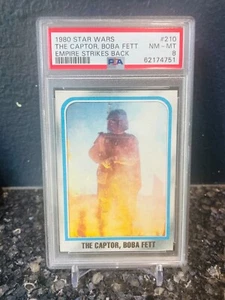 1980 STAR WARS #210
THE CAPTOR, BOBA FETT NM-MT
EMPIRE STRIKES BACK 8
PSA 62174751
THE CAPTOR, BOBA FETT